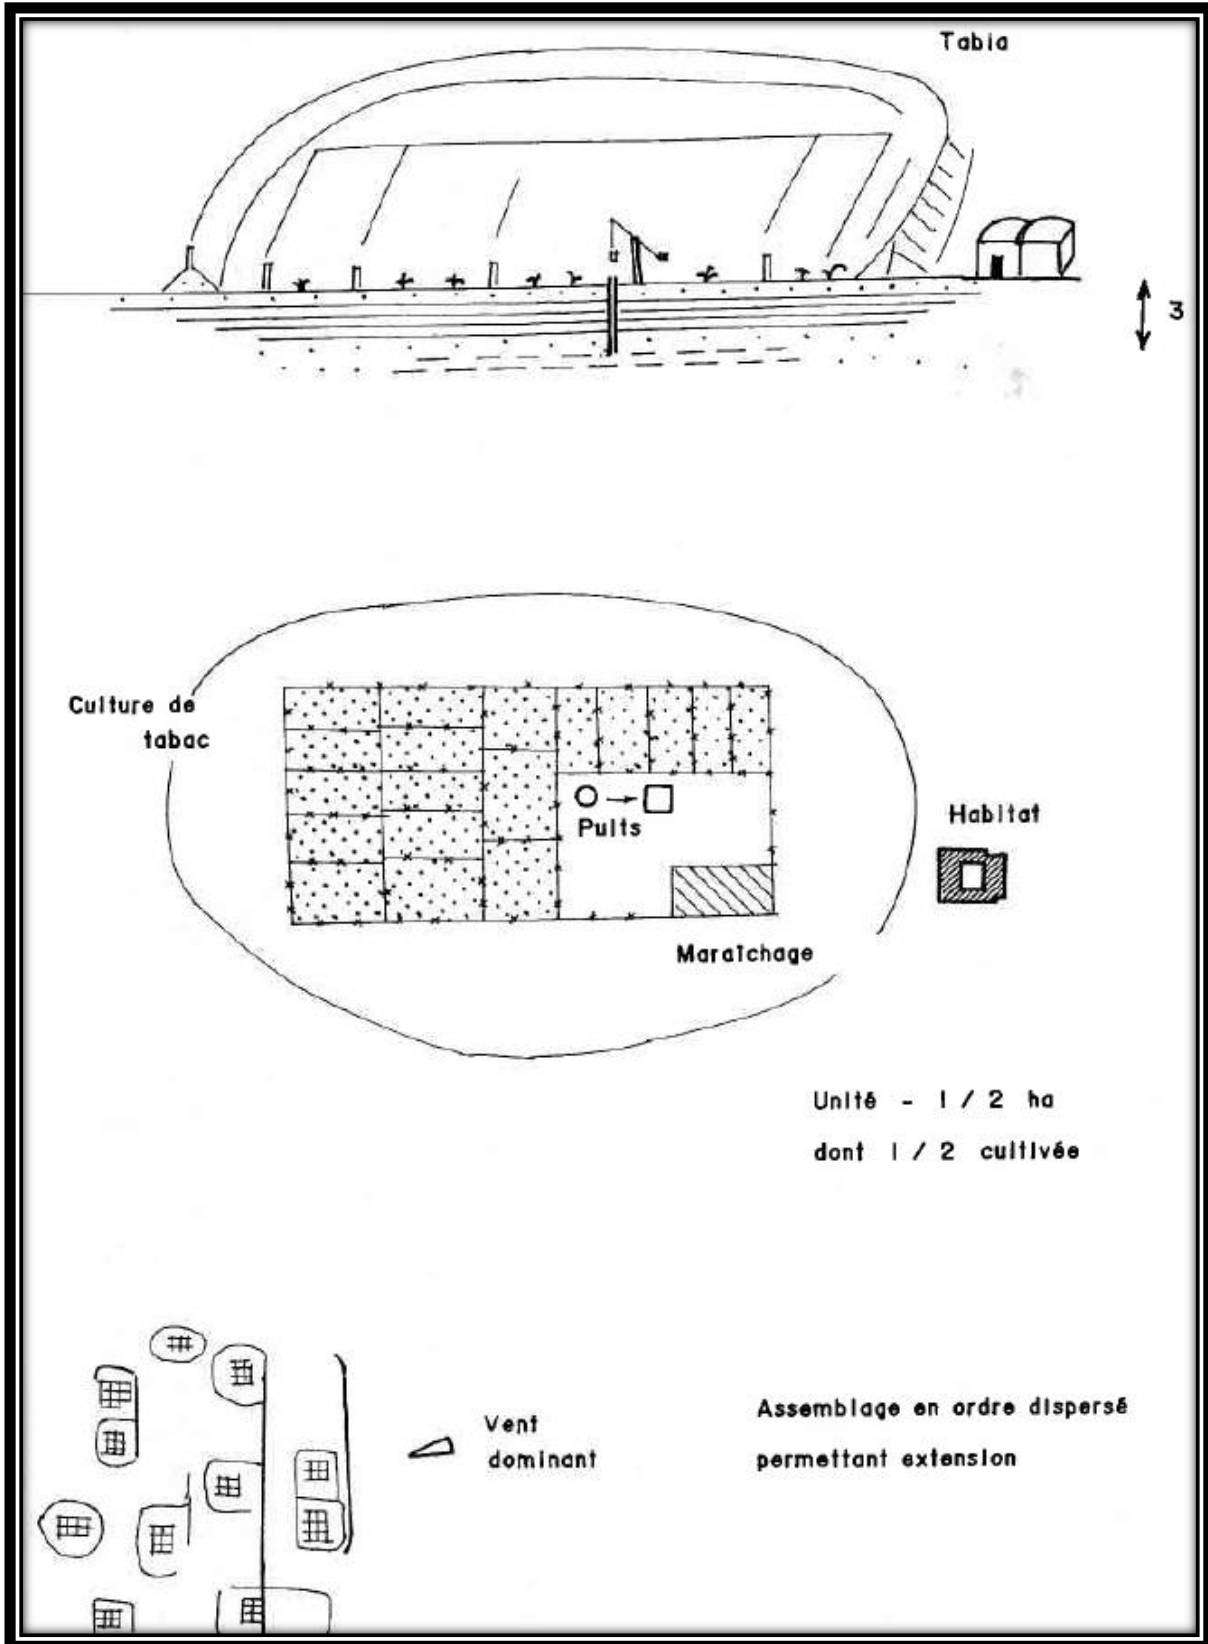 Tabia
3
Culture de
tabac
Puits
Habitat
Maraîchage
Unité - 1 / 2 ha
dont 1 / 2 cultivée
Vent
dominant
Assemblage en ordre dispersé
permettant extension